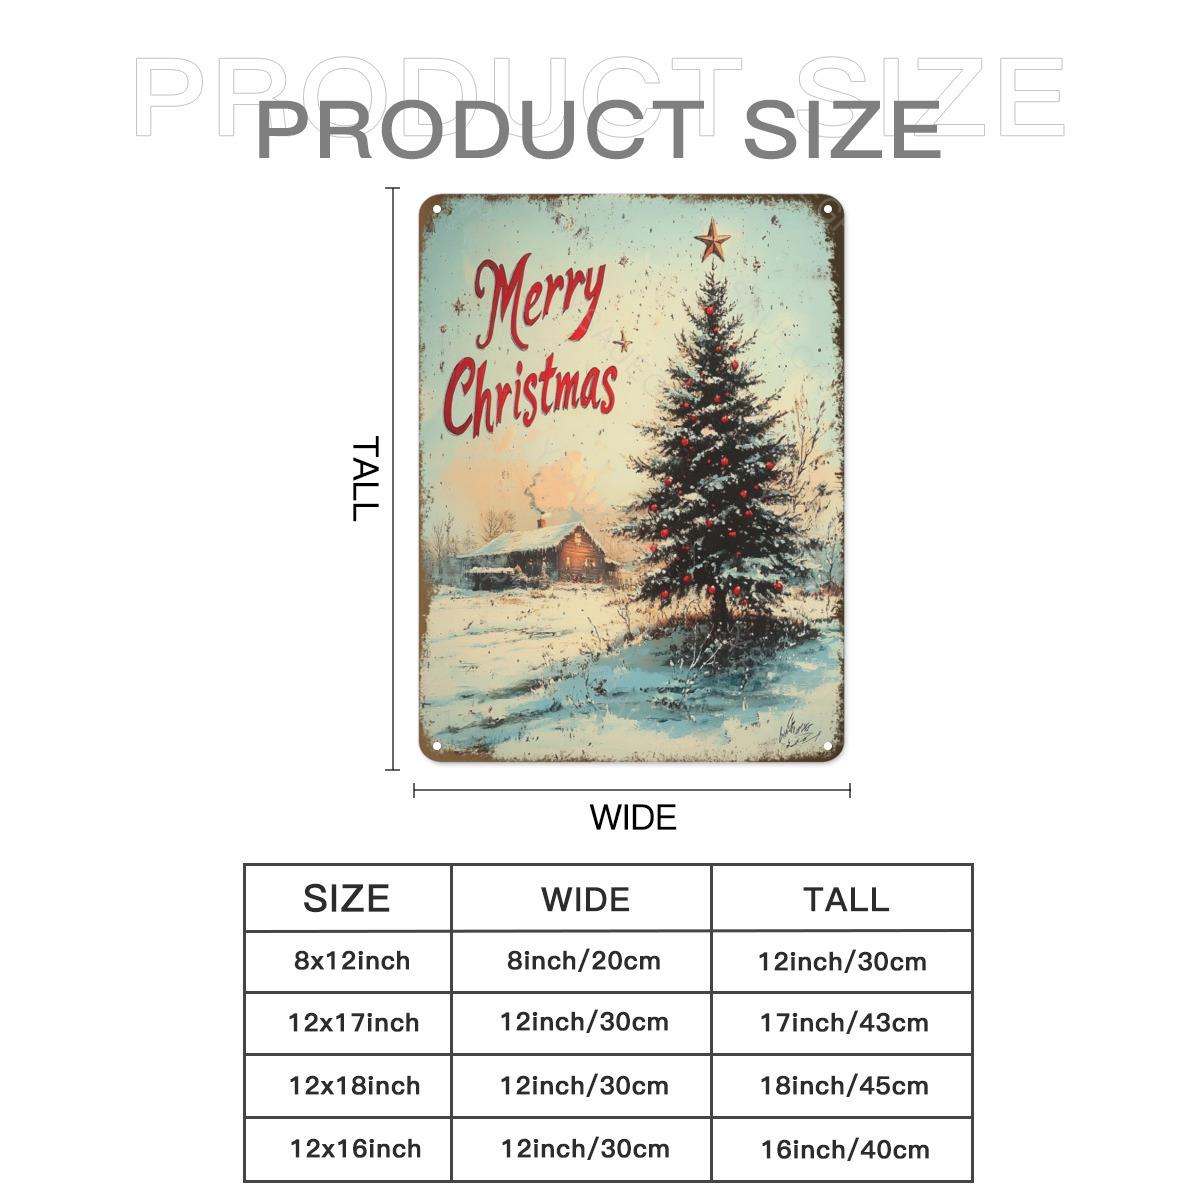 PRODUCT SIZE
PRODUCT SIZE
Merry
Christmas
TALL
WIDE
SIZE WIDE TALL
8x12inch 8inch/20cm 12inch/30cm
12x17inch 12inch/30cm 17inch/43cm
12x18inch 12inch/30cm 18inch/45cm
12x16inch 12inch/30cm 16inch/40cm